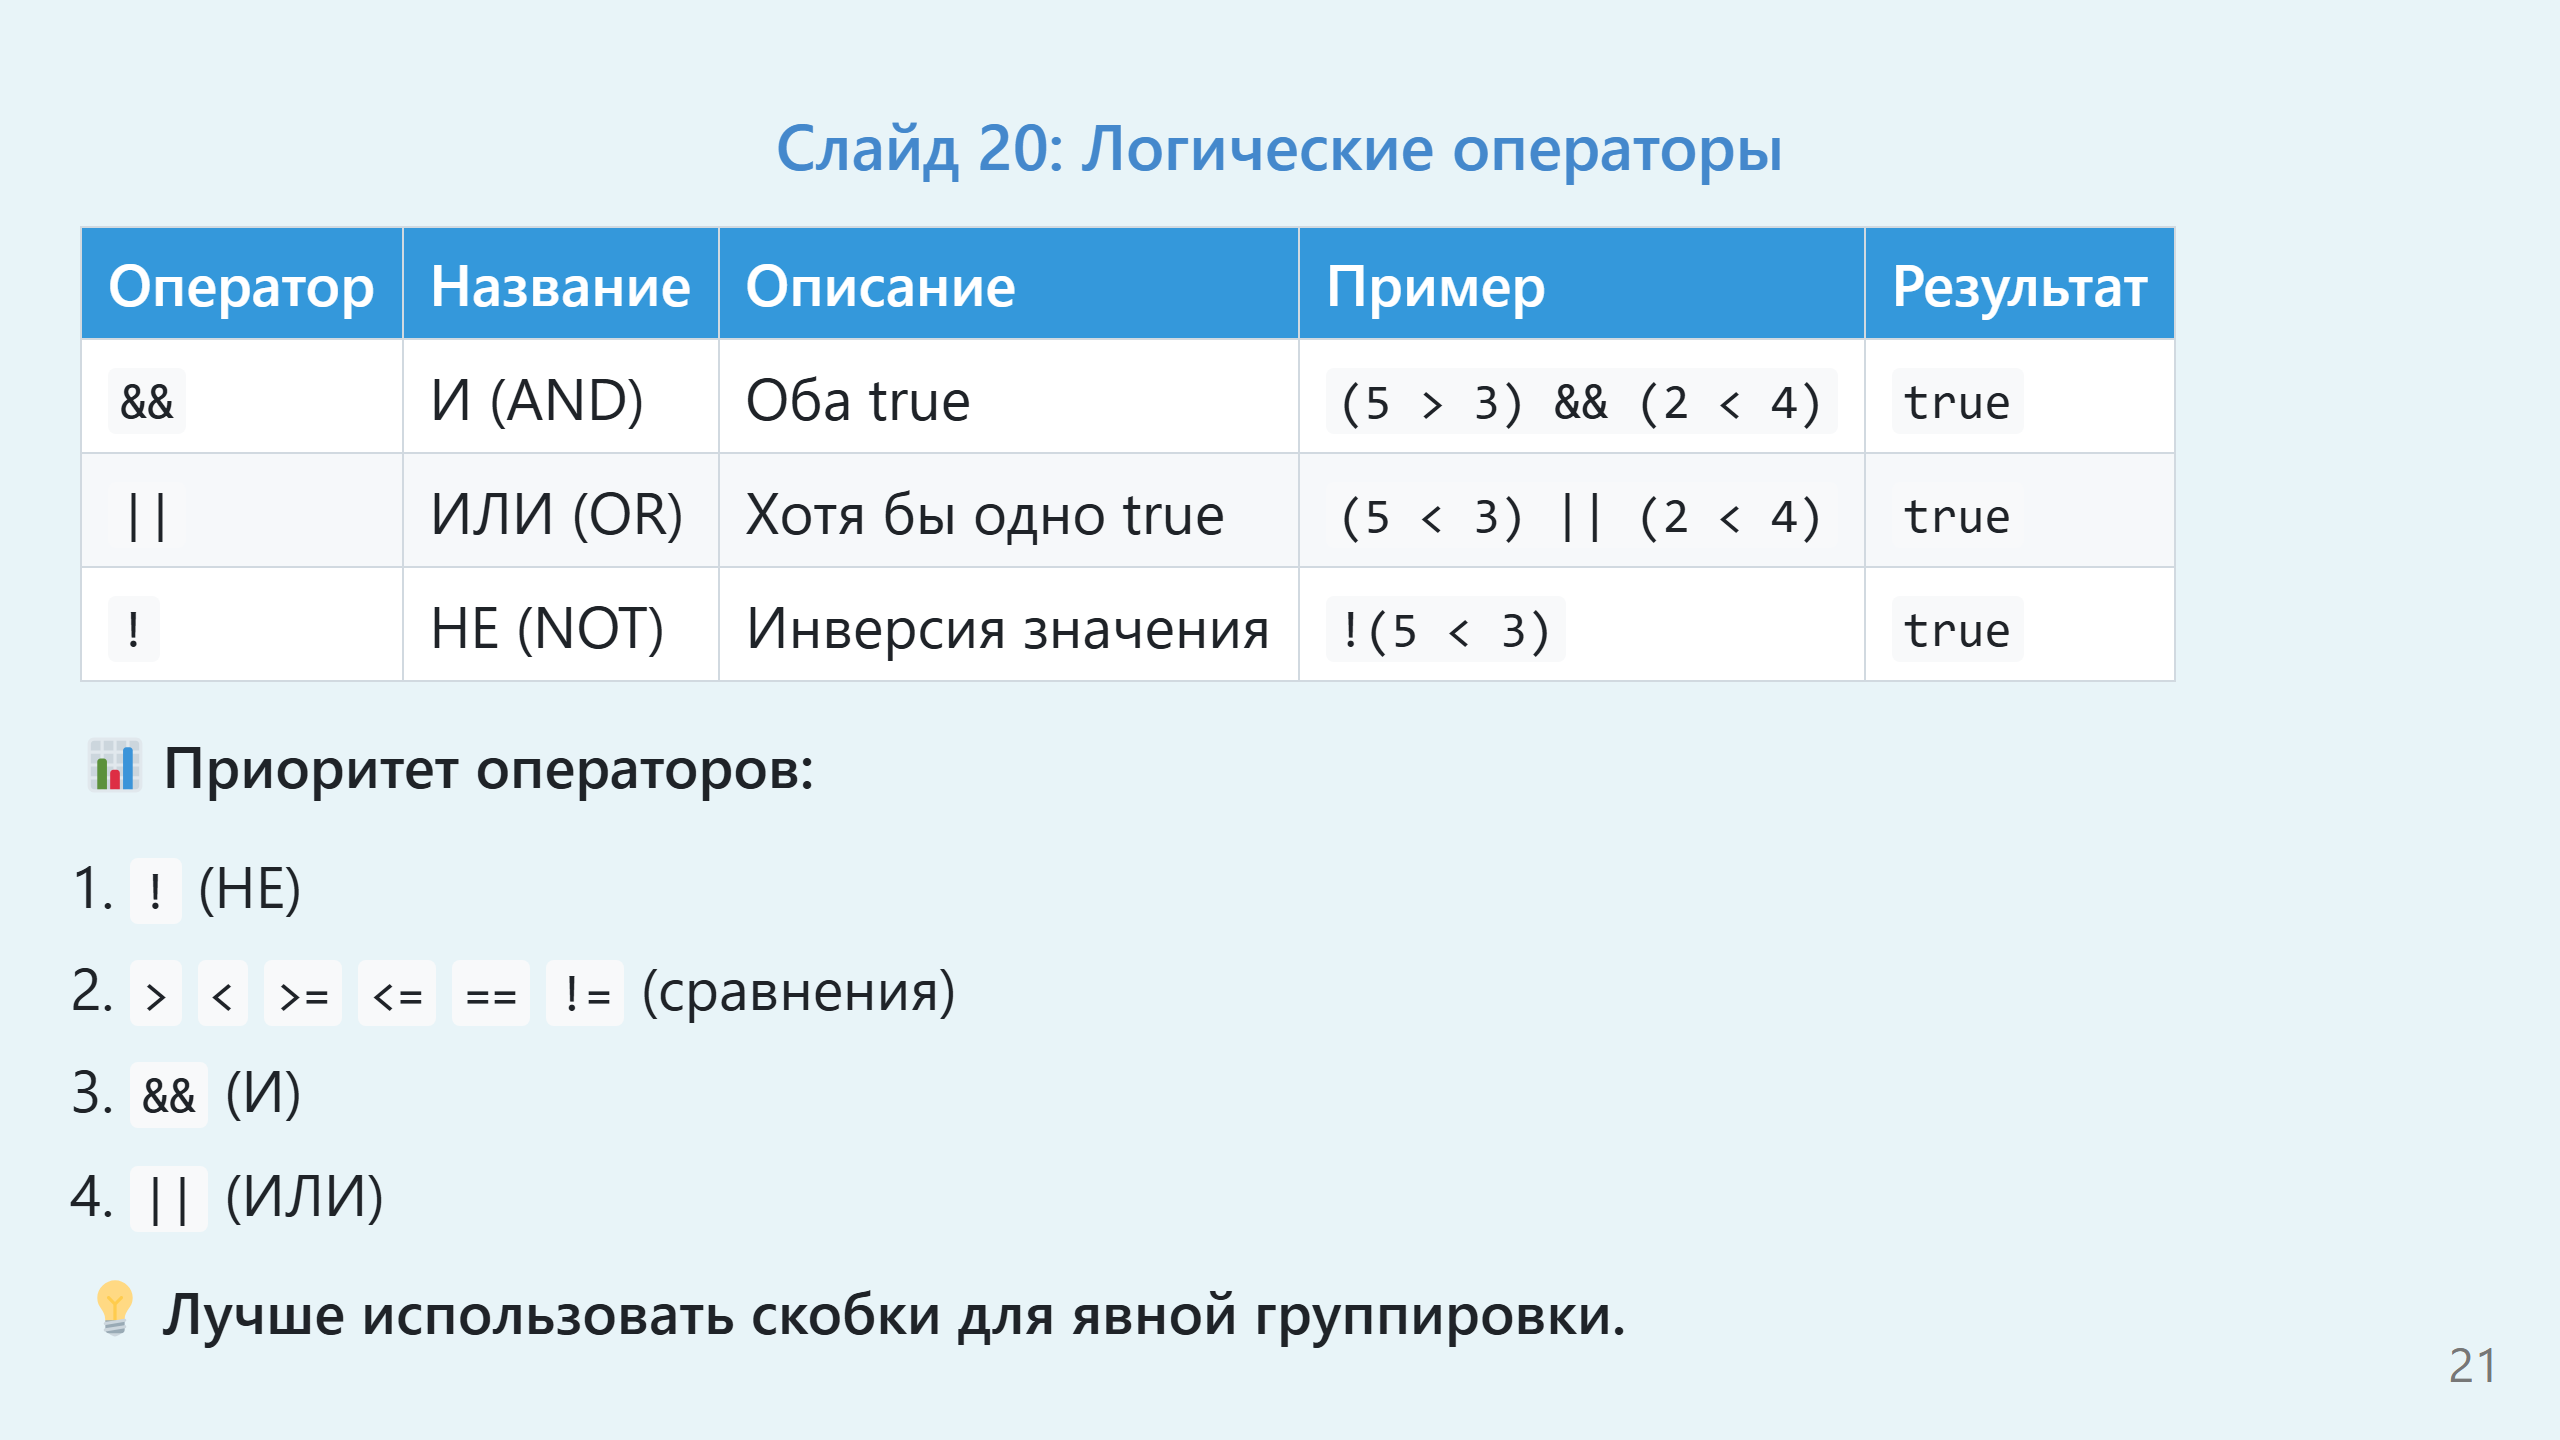 Слайд 20: Логические операторы
Оператор Название Описание Пример Результат
&& И (AND) Оба true (5 > 3) && (2 < 4) true
|| ИЛИ (OR) Хотя бы одно true (5 < 3) || (2 < 4) true
! НЕ (NOT) Инверсия значения !(5 < 3) true
📊 Приоритет операторов:
1. ! (НЕ)
2. > < >= <= == != (сравнения)
3. && (И)
4. || (ИЛИ)
💡 Лучше использовать скобки для явной группировки.
21